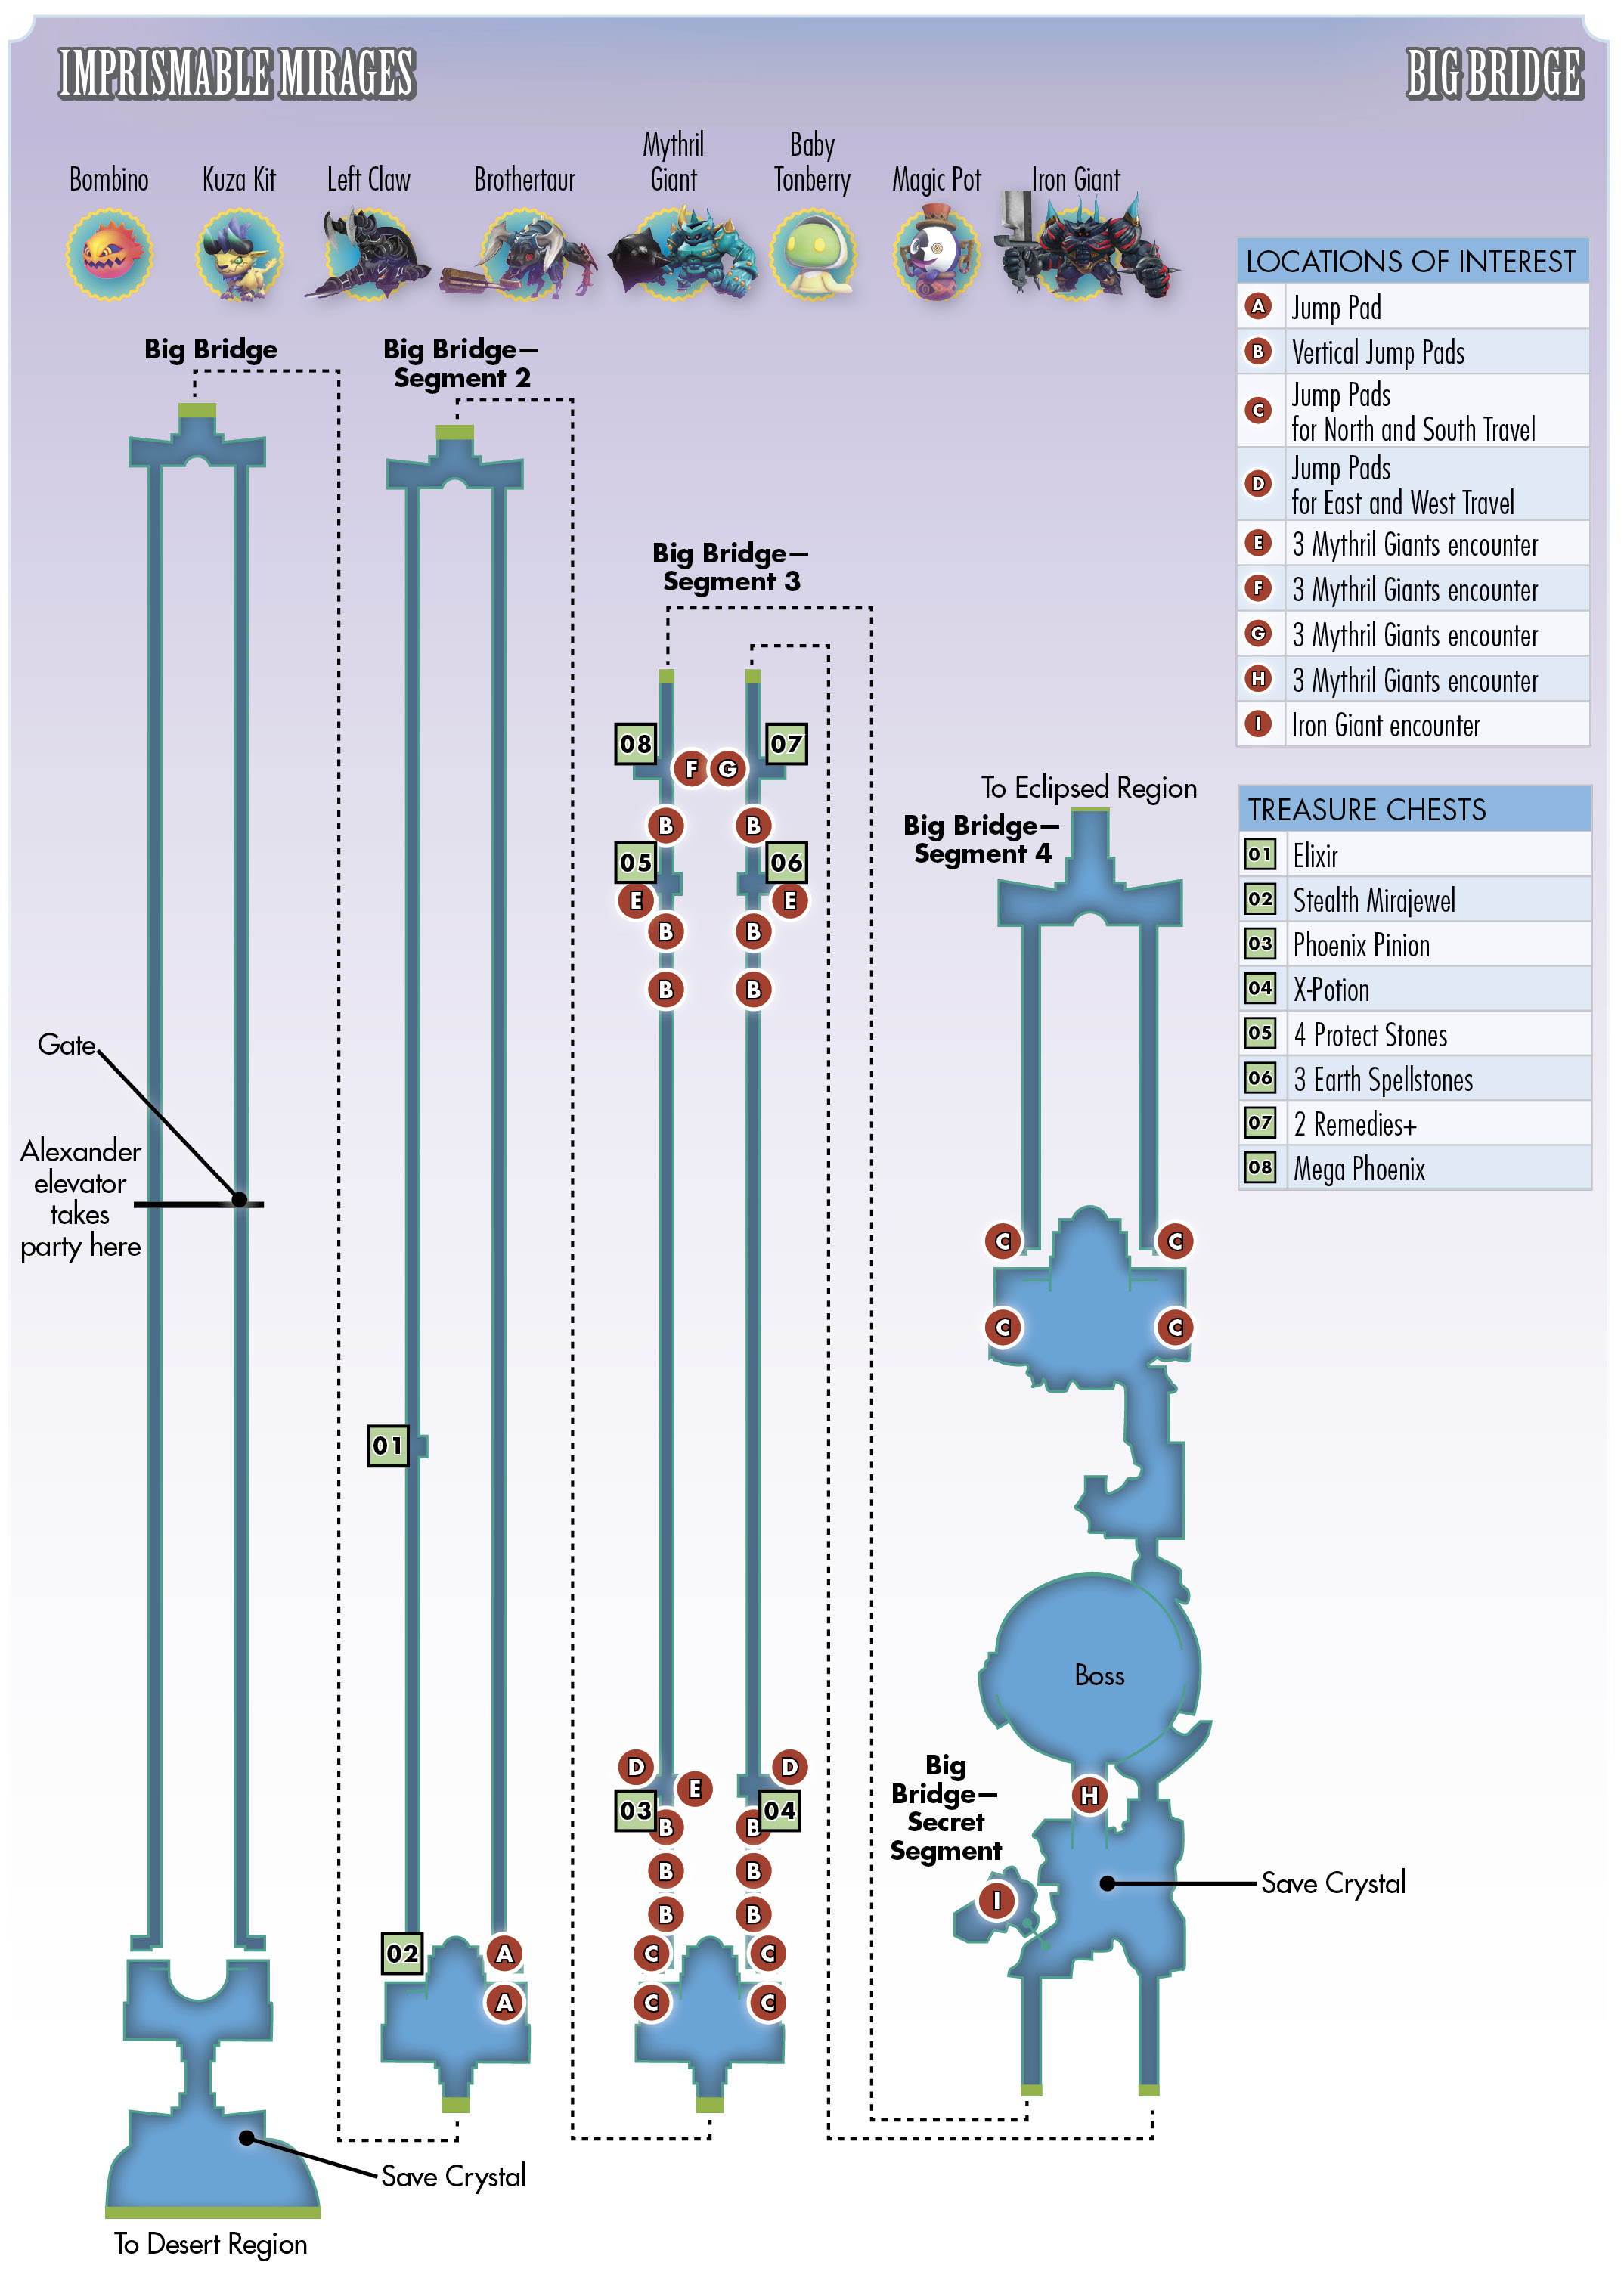 IMPRISMABLE MIRAGES
BIG BRIDGE
Bombino
Kuza Kit
Left Claw
Brothertaur
Mythril
Giant
Baby
Tonberry
Magic Pot
Iron Giant
LOCATIONS OF INTEREST
A Jump Pad
B Vertical Jump Pads
C Jump Pads
for North and South Travel
D Jump Pads
for East and West Travel
E 3 Mythril Giants encounter
F 3 Mythril Giants encounter
G 3 Mythril Giants encounter
H 3 Mythril Giants encounter
I Iron Giant encounter
TREASURE CHESTS
01 Elixir
02 Stealth Mirajewel
03 Phoenix Pinion
04 X-Potion
05 4 Protect Stones
06 3 Earth Spellstones
07 2 Remedies+
08 Mega Phoenix
Big Bridge
Gate
Alexander
elevator
takes
party here
Save Crystal
To Desert Region
Big Bridge—
Segment 2
01
02
A
A
Big Bridge—
Segment 3
08
07
F
G
B
B
05
06
E
E
B
B
B
B
D
D
E
03
04
B
B
B
B
B
B
C
C
C
C
To Eclipsed Region
Big Bridge—
Segment 4
C
C
C
C
Boss
H
Big
Bridge—
Secret
Segment
I
Save Crystal